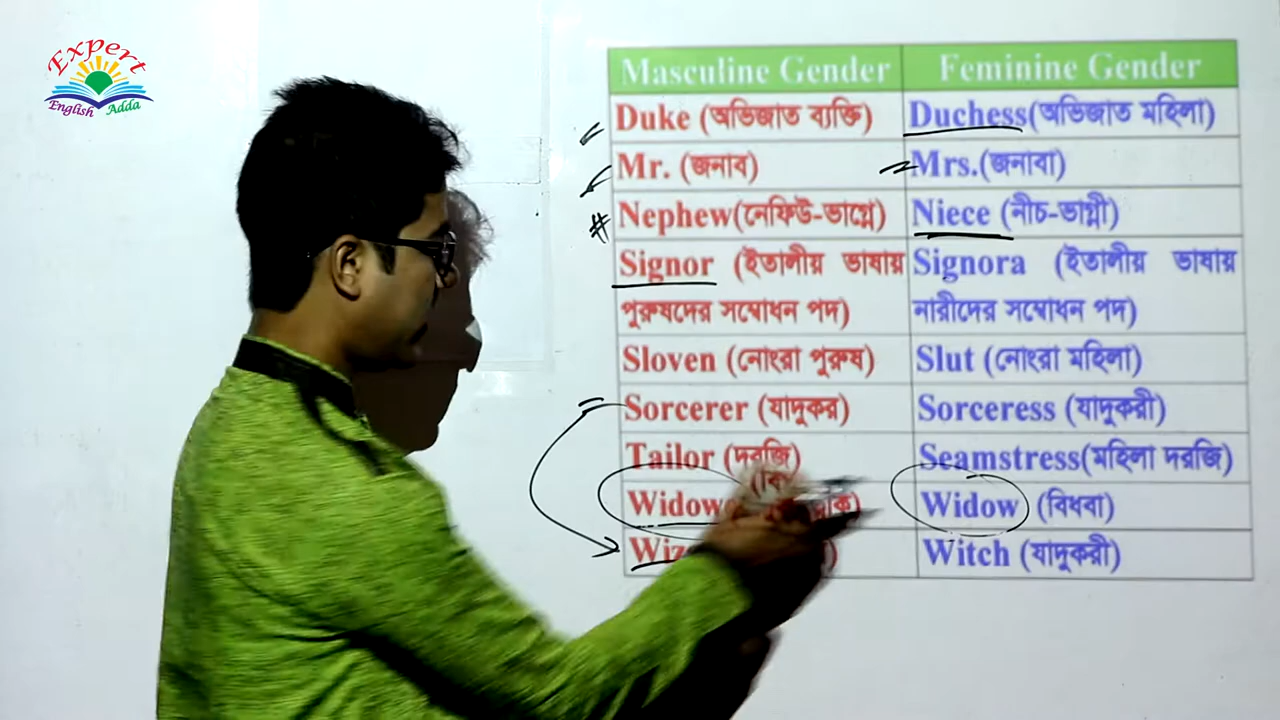 Expert
English Adda
Masculine Gender Feminine Gender
Duke (অভিজাত ব্যক্তি) Duchess(অভিজাত মহিলা)
Mr. (জনাব) Mrs.(জনাবা)
Nephew(নেফিউ-ভাগ্নে) Niece (নীচ-ভাগ্নী)
Signor (ইতালীয় ভাষায় Signora (ইতালীয় ভাষায়
পুরুষদের সম্বোধন পদ) নারীদের সম্বোধন পদ)
Sloven (নোংরা পুরুষ) Slut (নোংরা মহিলা)
Sorcerer (যাদুকর) Sorceress (যাদুকরী)
Tailor (দরজি) Seamstress(মহিলা দরজি)
Widow (বিধবা)
Witch (যাদুকরী)